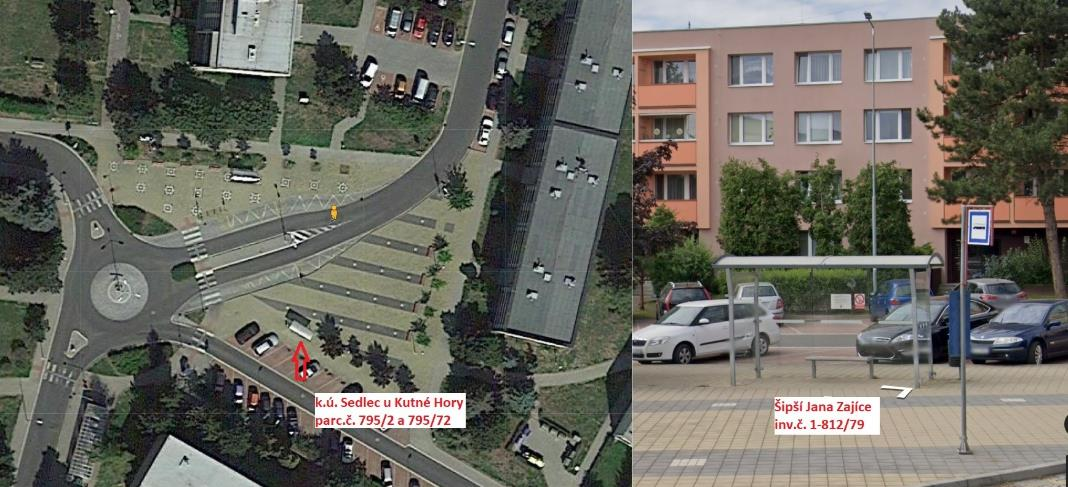 k.ú. Sedlec u Kutné Hory
parc.č. 795/2 a 795/72
Šipší Jana Zajíce
inv.č. 1-812/79